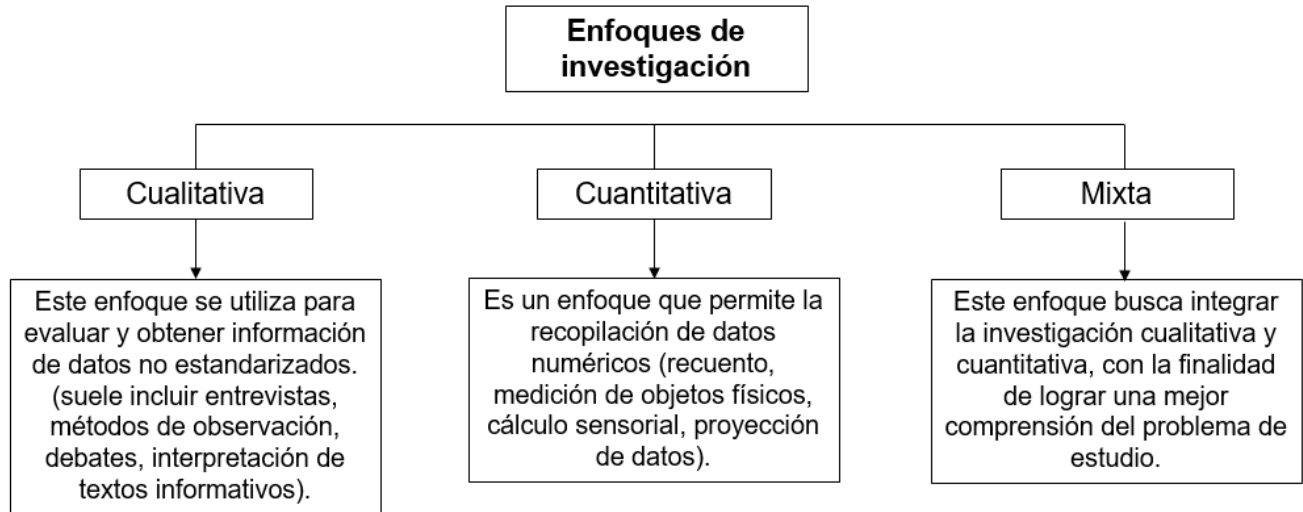 Enfoques de
investigación
Cualitativa
Cuantitativa
Mixta
Este enfoque se utiliza para
evaluar y obtener información
de datos no estandarizados.
(suele incluir entrevistas,
métodos de observación,
debates, interpretación de
textos informativos).
Es un enfoque que permite la
recopilación de datos
numéricos (recuento,
medición de objetos físicos,
cálculo sensorial, proyección
de datos).
Este enfoque busca integrar
la investigación cualitativa y
cuantitativa, con la finalidad
de lograr una mejor
comprensión del problema de
estudio.